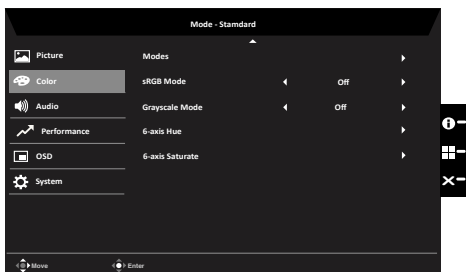 Mode - Stamdard
Picture
Modes
Color
sRGB Mode
Off
Audio
Grayscale Mode
Off
Performance
6-axis Hue
OSD
6-axis Saturate
System
Move
Enter